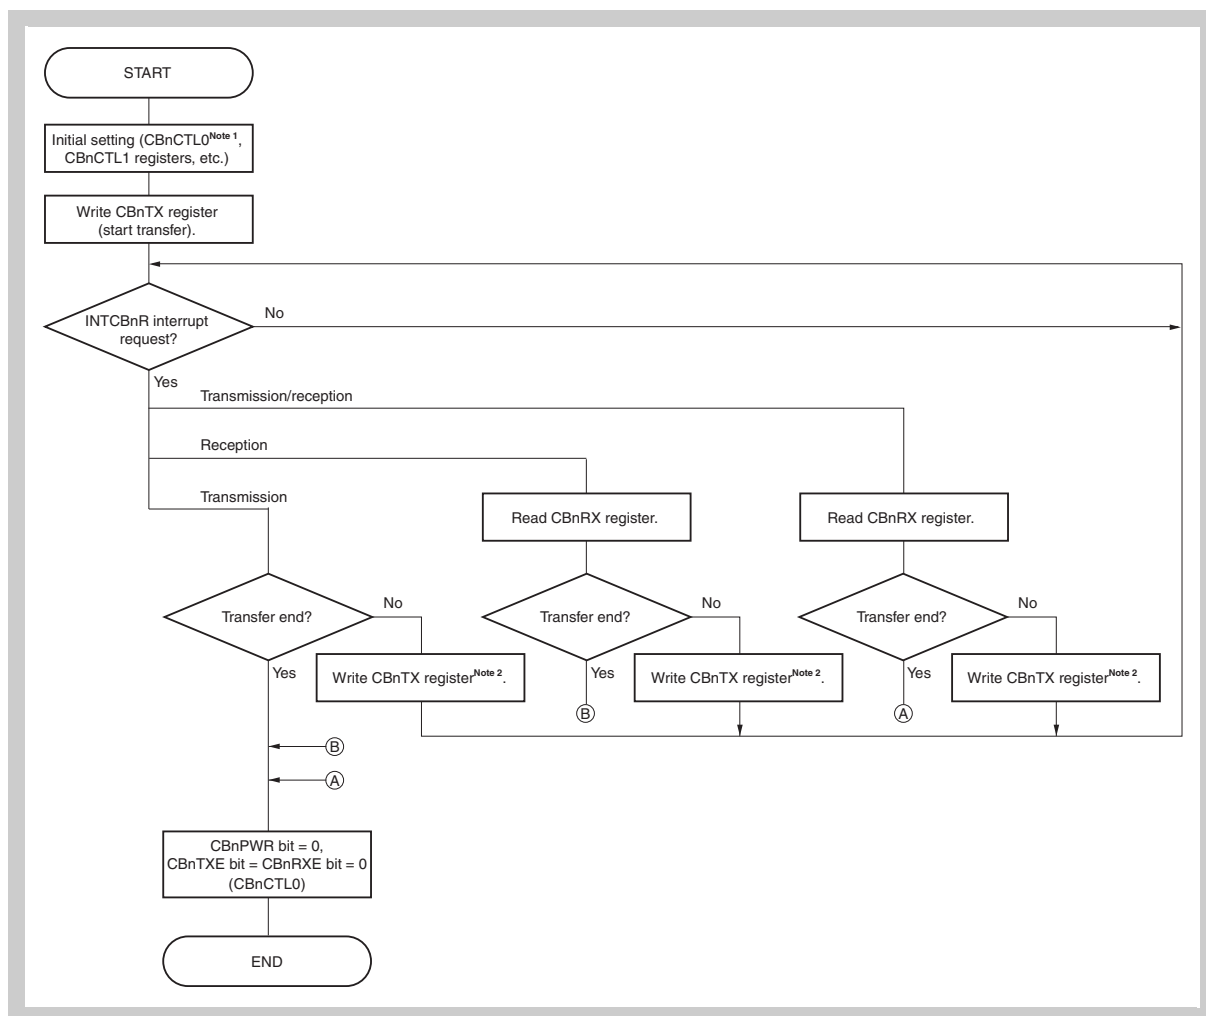 START
Initial setting (CBnCTL0Note 1,
CBnCTL1 registers, etc.)
Write CBnTX register
(start transfer).
INTCBnR interrupt
request?
No
Yes
Transmission/reception
Reception
Transmission
Read CBnRX register.
Read CBnRX register.
Transfer end?
No
Transfer end?
No
Transfer end?
No
Yes
Write CBnTX registerNote 2.
Yes
Write CBnTX registerNote 2.
Yes
Write CBnTX registerNote 2.
B
A
B
A
CBnPWR bit = 0,
CBnTXE bit = CBnRXE bit = 0
(CBnCTL0)
END